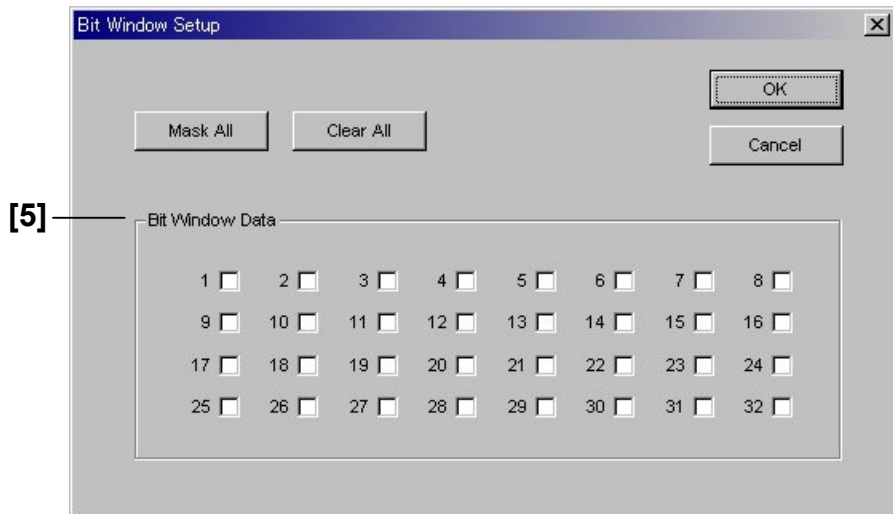 Bit Window Setup
OK
Mask All Clear All
Cancel
[5]
Bit Window Data
1 2 3 4 5 6 7 8
9 10 11 12 13 14 15 16
17 18 19 20 21 22 23 24
25 26 27 28 29 30 31 32